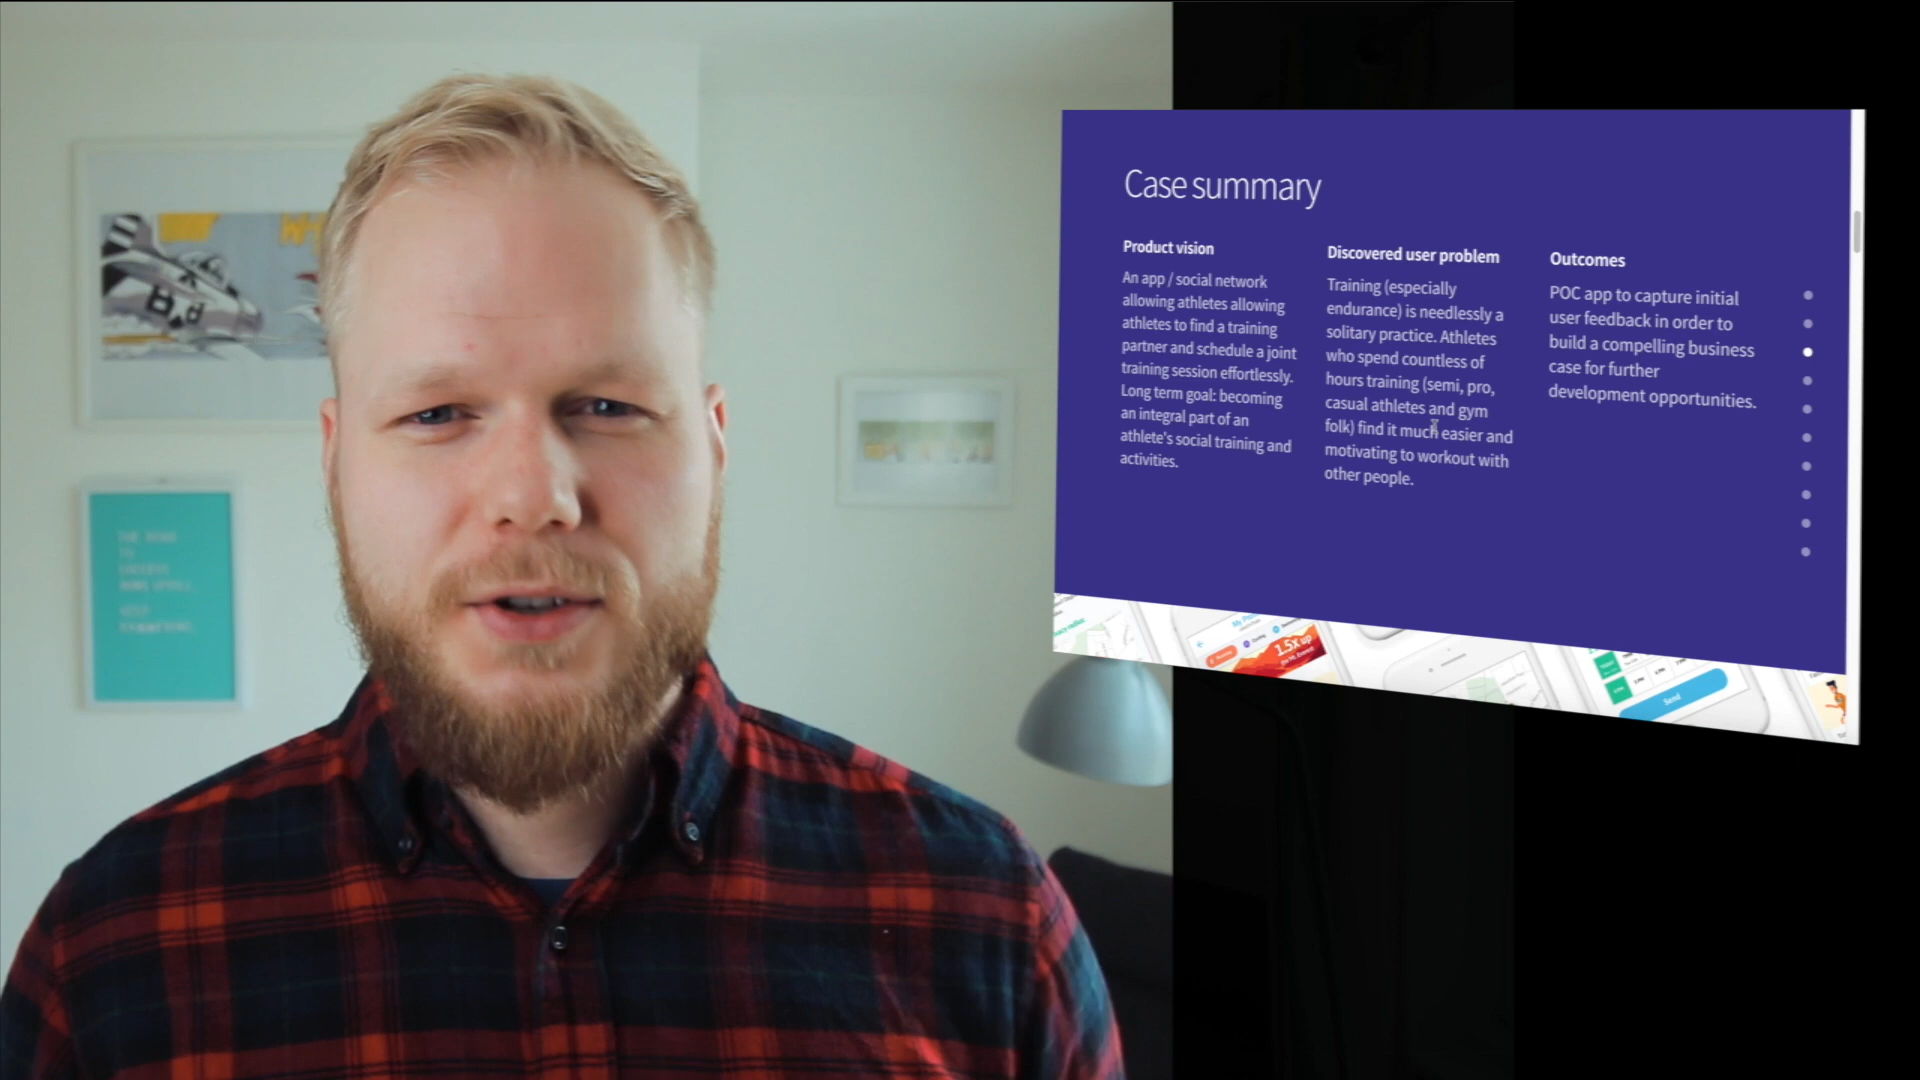 Case summary
Product vision
An app / social network
allowing athletes allowing
athletes to find a training
partner and schedule a joint
training session effortlessly.
Long term goal: becoming
an integral part of an
athlete's social training and
activities.
Discovered user problem
Training (especially
endurance) is needlessly a
solitary practice. Athletes
who spend countless of
hours training (semi, pro,
casual athletes and gym
folk) find it much easier and
motivating to workout with
other people.
Outcomes
POC app to capture initial
user feedback in order to
build a compelling business
case for further
development opportunities.
1.5x up
Send